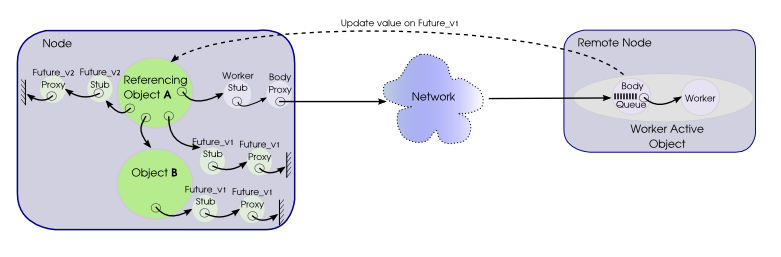 Update value on Future_v1
Node
Remote Node
Future_v2
Proxy
Future_v2
Stub
Referencing
Object A
Worker
Stub
Body
Proxy
Network
Body
Queue
Worker
Worker Active
Object
Future_v1
Stub
Future_v1
Proxy
Object B
Future_v1
Stub
Future_v1
Proxy